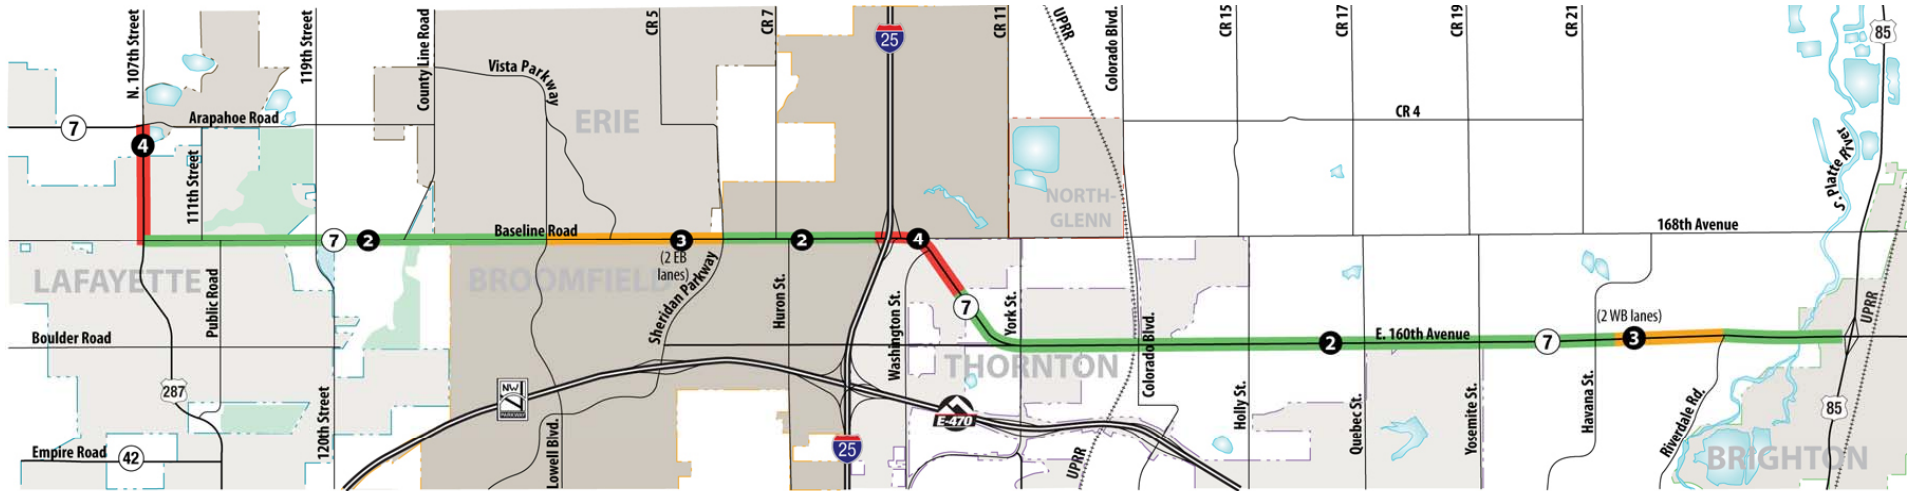 N. 107th Street
119th Street
County Line Road
CR 5
CR 7
25
CR 11
UPRR
Colorado Blvd.
CR 15
CR 17
CR 19
CR 21
85
Vista Parkway
7
Arapahoe Road
4
ERIE
CR 4
111th Street
S. Platte River
NORTH-
GLENN
7
2
Baseline Road
3
(2 EB
lanes)
2
4
168th Avenue
LAFAYETTE
BROOMFIELD
Public Road
Sheridan Parkway
Huron St.
Washington St.
7
York St.
Colorado Blvd.
(2 WB lanes)
UPRR
Boulder Road
2
E. 160th Avenue
7
3
THORNTON
287
NW
PARKWAY
E-470
Holly St.
Quebec St.
Yosemite St.
Havana St.
Riverdale Rd.
85
120th Street
Lowell Blvd.
25
UPRR
Empire Road
42
BRIGHTON